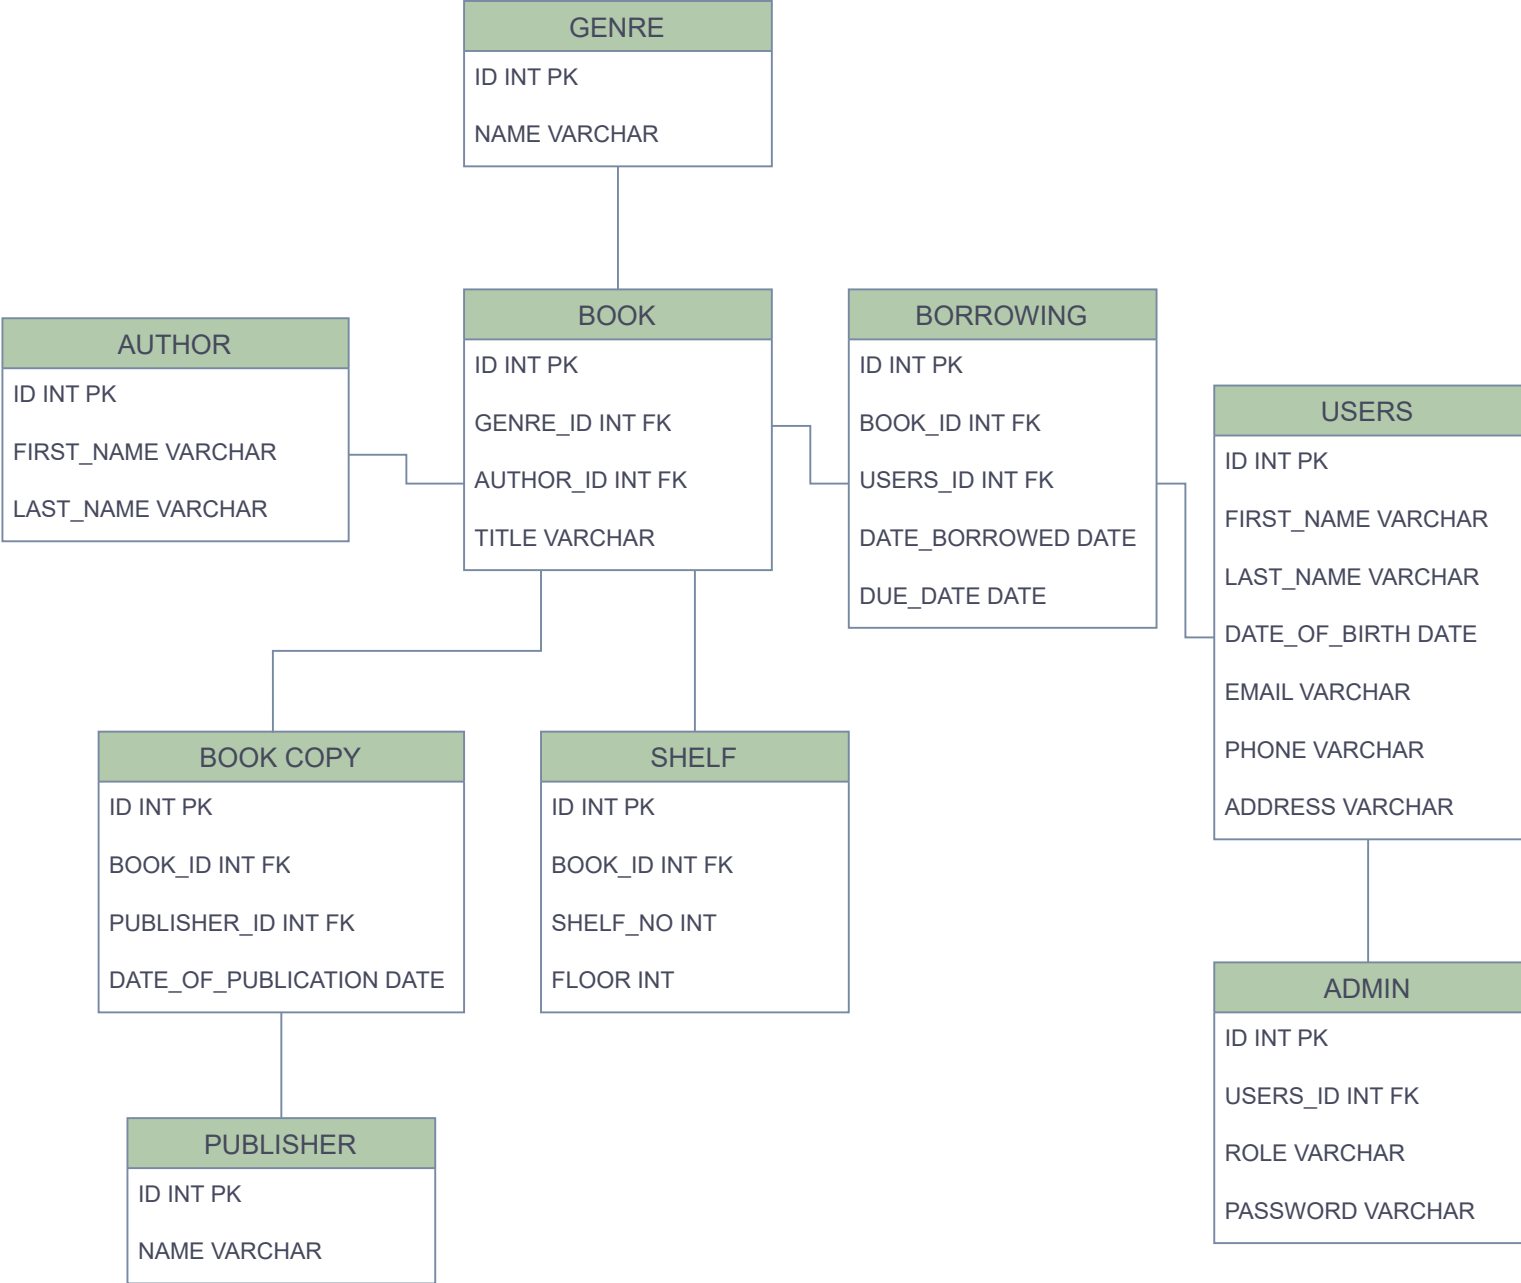 GENRE
ID INT PK
NAME VARCHAR
AUTHOR
ID INT PK
FIRST_NAME VARCHAR
LAST_NAME VARCHAR
BOOK
ID INT PK
GENRE_ID INT FK
AUTHOR_ID INT FK
TITLE VARCHAR
BORROWING
ID INT PK
BOOK_ID INT FK
USERS_ID INT FK
DATE_BORROWED DATE
DUE_DATE DATE
USERS
ID INT PK
FIRST_NAME VARCHAR
LAST_NAME VARCHAR
DATE_OF_BIRTH DATE
EMAIL VARCHAR
PHONE VARCHAR
ADDRESS VARCHAR
BOOK COPY
ID INT PK
BOOK_ID INT FK
PUBLISHER_ID INT FK
DATE_OF_PUBLICATION DATE
SHELF
ID INT PK
BOOK_ID INT FK
SHELF_NO INT
FLOOR INT
ADMIN
ID INT PK
USERS_ID INT FK
ROLE VARCHAR
PASSWORD VARCHAR
PUBLISHER
ID INT PK
NAME VARCHAR